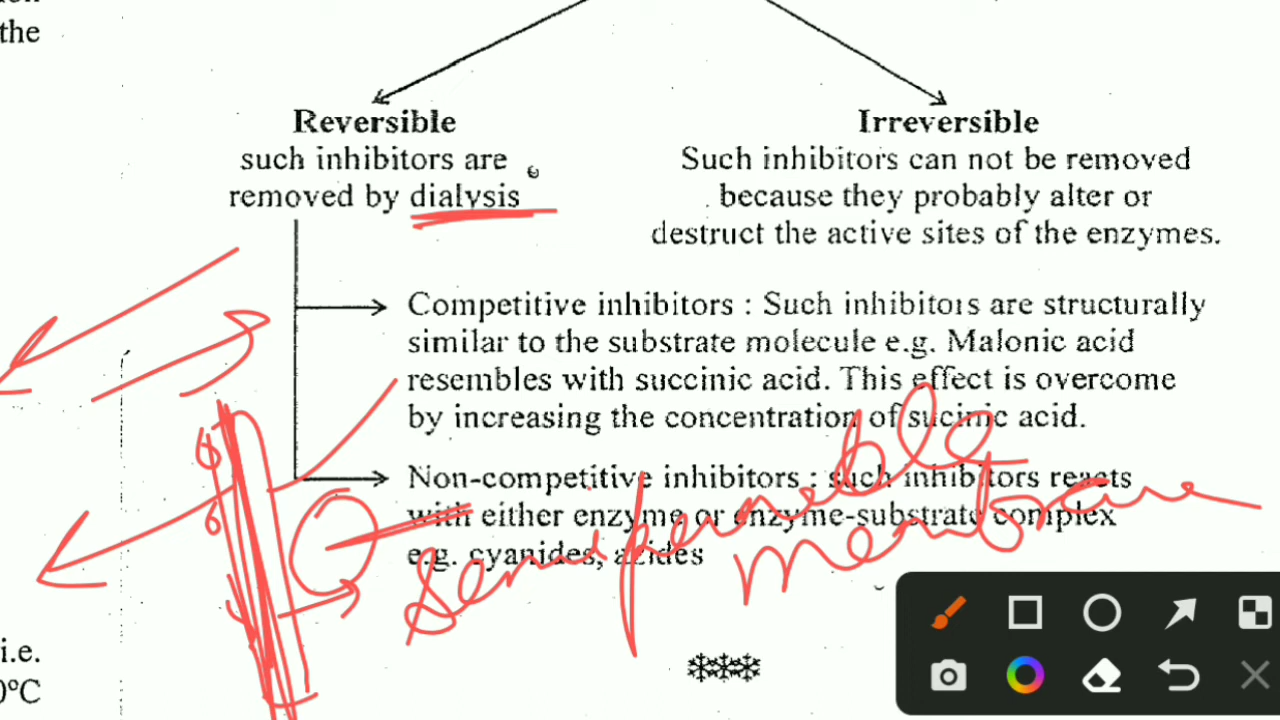 the
Reversible
such inhibitors are
removed by dialysis
Irreversible
Such inhibitors can not be removed
because they probably alter or
destruct the active sites of the enzymes.
Competitive inhibitors : Such inhibitors are structurally
similar to the substrate molecule e.g. Malonic acid
resembles with succinic acid. This effect is overcome
by increasing the concentration of sucinic acid.
Non-competitive inhibitors : such inhibitors reacts
with either enzyme or enzyme-substrate complex
e.g. cyanides, azides
Semipermeable
membrane
i.e.
0°C